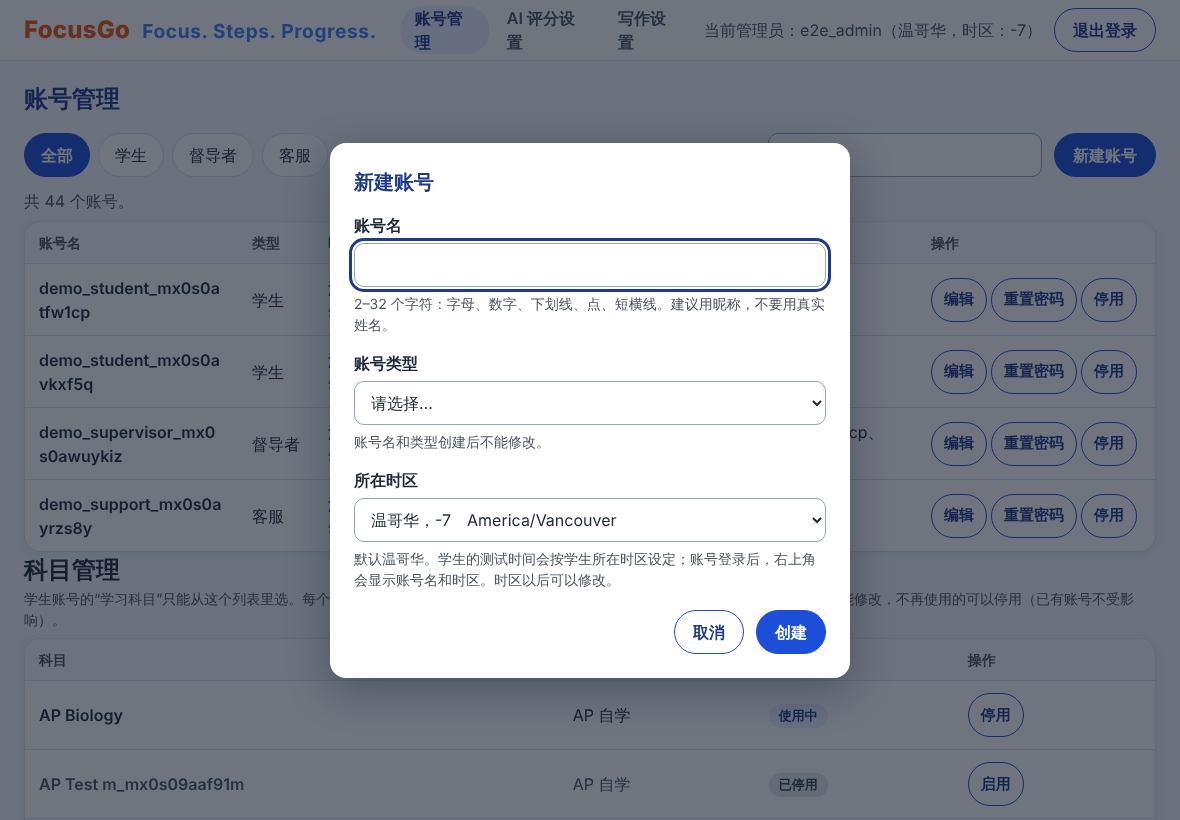 FocusGo Focus. Steps. Progress.
账号管
理
AI 评分设
置
写作设
置
当前管理员：e2e_admin（温哥华，时区：-7）
退出登录
账号管理
全部 学生 督导者 客服
新建账号
共 44 个账号。
账号名 类型 操作
demo_student_mx0s0a
tfw1cp
学生
编辑 重置密码 停用
demo_student_mx0s0a
vkxf5q
学生
编辑 重置密码 停用
demo_supervisor_mx0
s0awuykiz
督导者
cp、
编辑 重置密码 停用
demo_support_mx0s0a
yrzs8y
客服
编辑 重置密码 停用
新建账号
账号名
2–32 个字符：字母、数字、下划线、点、短横线。建议用昵称，不要用真实
姓名。
账号类型
请选择...
账号名和类型创建后不能修改。
所在时区
温哥华，-7 America/Vancouver
默认温哥华。学生的测试时间会按学生所在时区设定；账号登录后，右上角
会显示账号名和时区。时区以后可以修改。
取消 创建
科目管理
学生账号的“学习科目”只能从这个列表里选。每个
能修改，不再使用的可以停用（已有账号不受影
响）。
科目 操作
AP Biology AP 自学 使用中 停用
AP Test m_mx0s09aaf91m AP 自学 已停用 启用